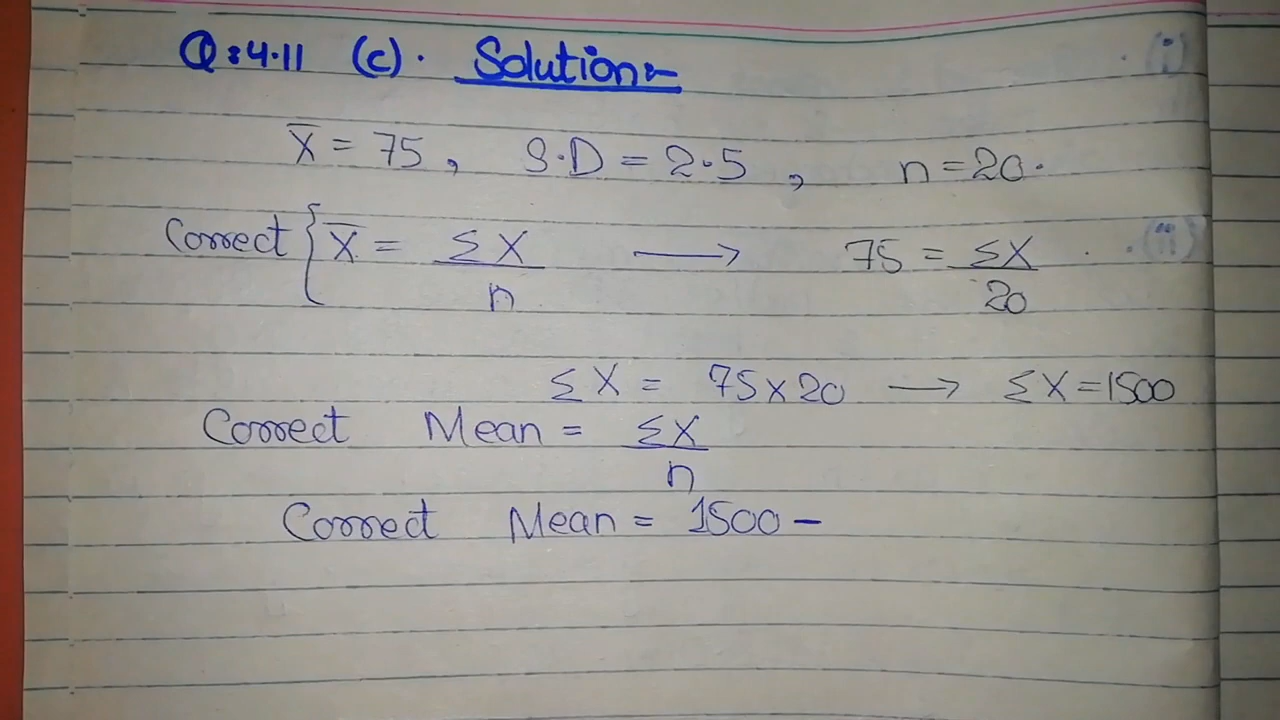 Q:4.11 (c). Solution:-
X̄ = 75, S.D = 2.5, n = 20.
Correct { X̄ = ΣX/n → 75 = ΣX/20
ΣX = 75 × 20 → ΣX = 1500
Correct Mean = ΣX/n
Correct Mean = 1500 -
(i)
(ii)